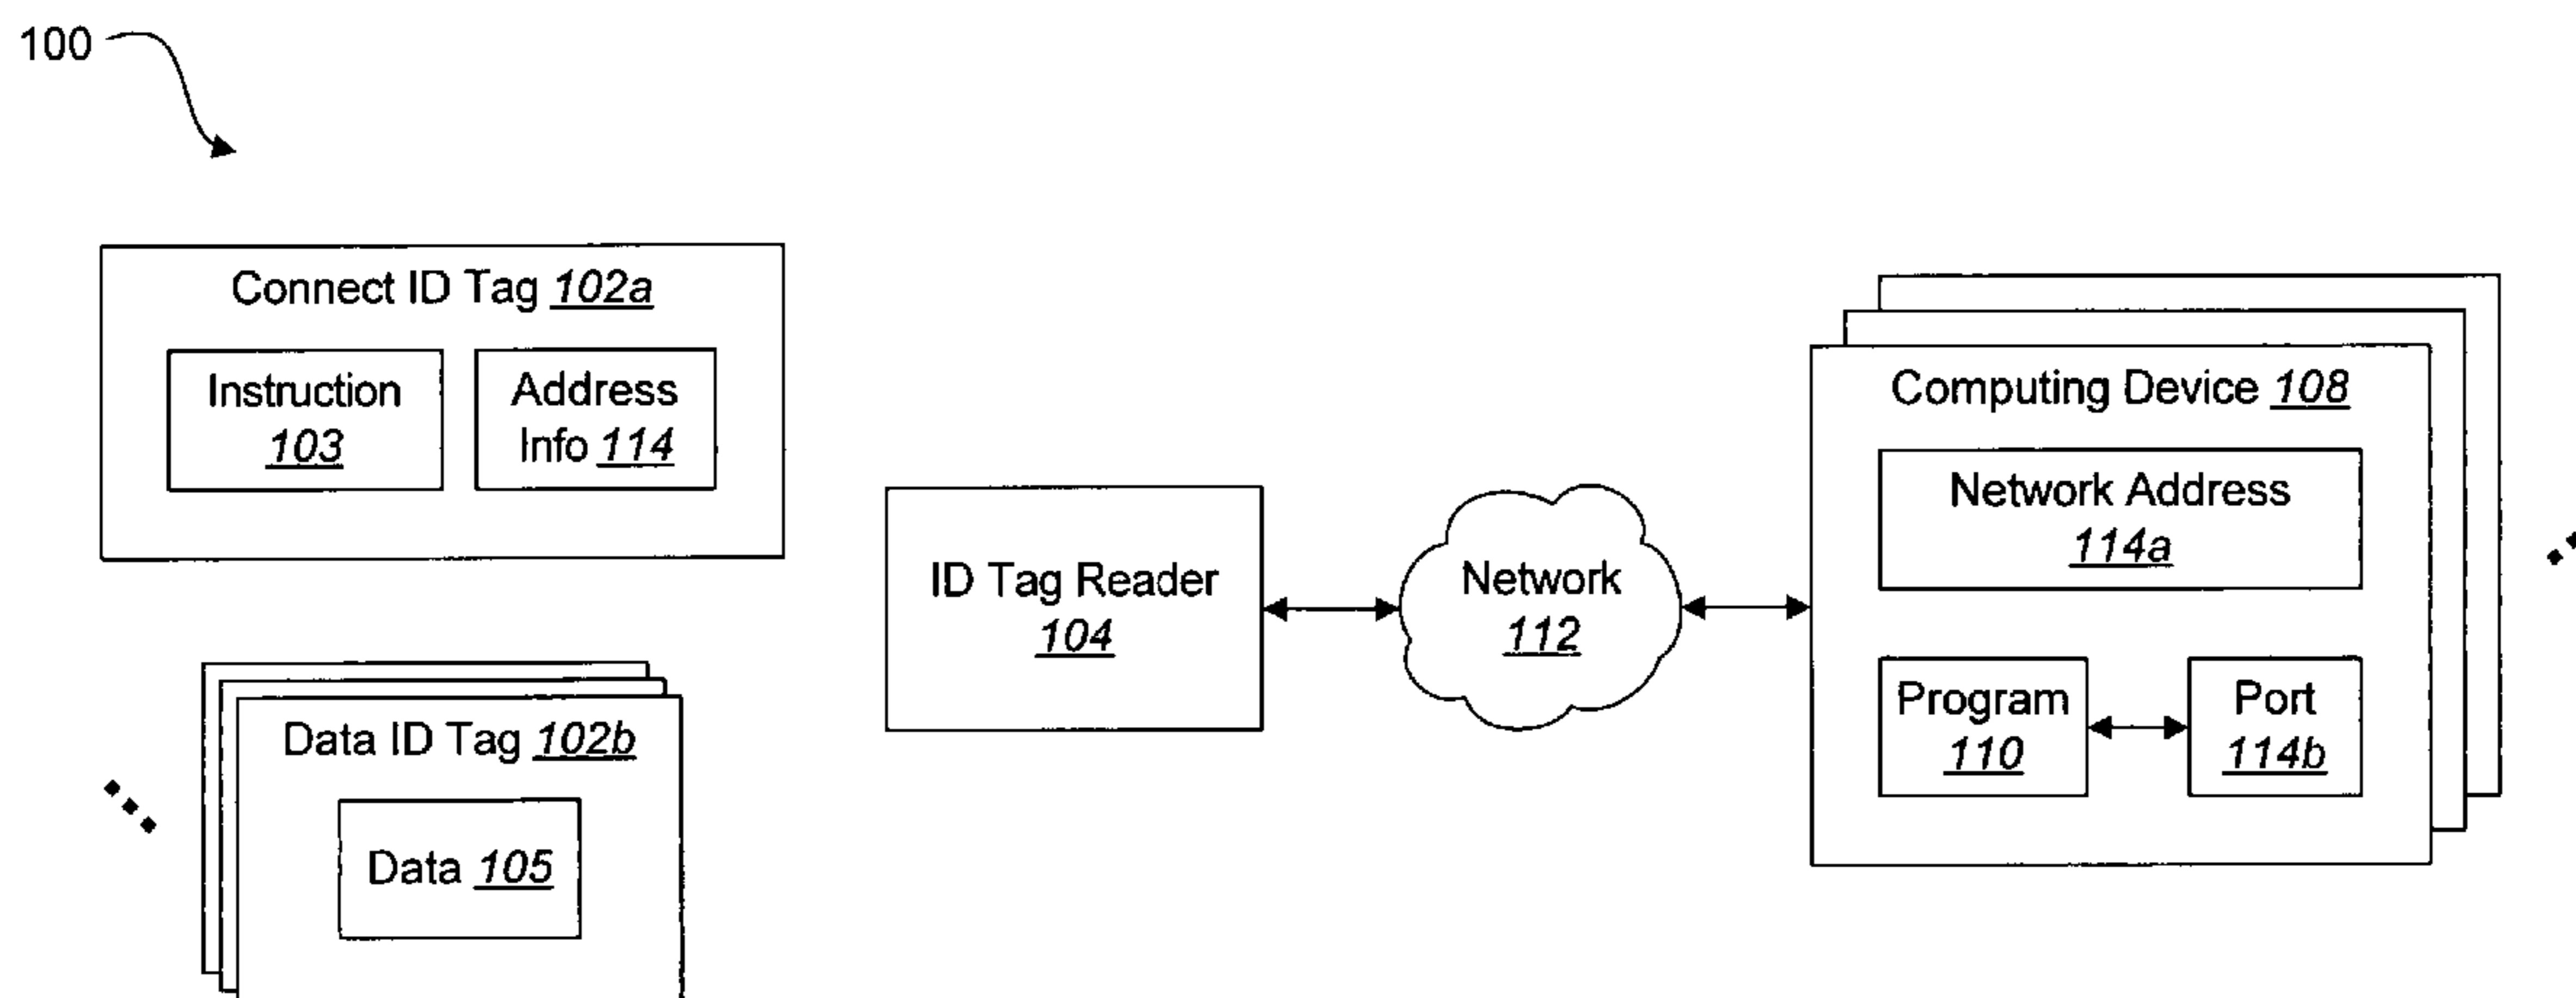 100
Connect ID Tag 102a
Instruction
103
Address
Info 114
Data ID Tag 102b
Data 105
ID Tag Reader
104
Network
112
Computing Device 108
Network Address
114a
Program
110
Port
114b